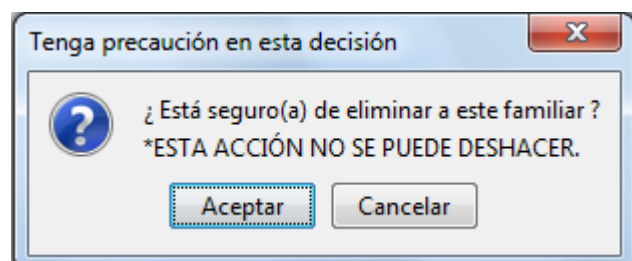 Tenga precaución en esta decisión
¿ Está seguro(a) de eliminar a este familiar ?
*ESTA ACCIÓN NO SE PUEDE DESHACER.
Aceptar Cancelar